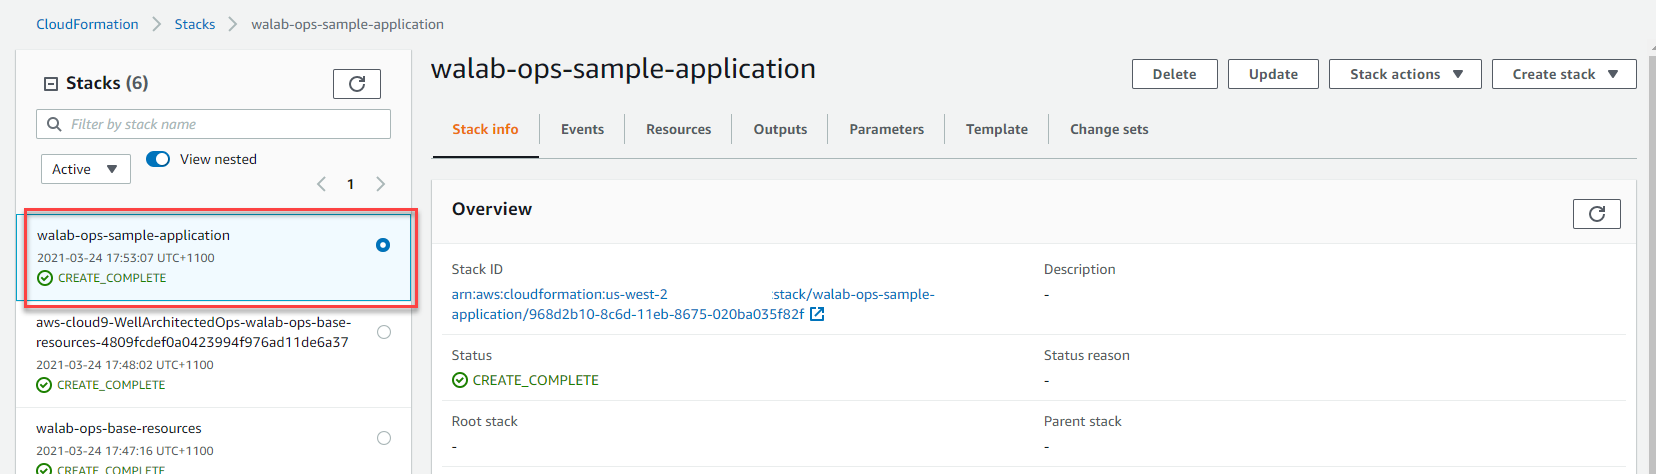 CloudFormation > Stacks > walab-ops-sample-application
Stacks (6)
Filter by stack name
Active
View nested
1
walab-ops-sample-application
2021-03-24 17:53:07 UTC+1100
CREATE_COMPLETE
aws-cloud9-WellArchitectedOps-walab-ops-base-
resources-4809fcdef0a0423994f976ad11de6a37
2021-03-24 17:48:02 UTC+1100
CREATE_COMPLETE
walab-ops-base-resources
2021-03-24 17:47:16 UTC+1100
CREATE_COMPLETE
walab-ops-sample-application
Delete
Update
Stack actions
Create stack
Stack info
Events
Resources
Outputs
Parameters
Template
Change sets
Overview
Stack ID
arn:aws:cloudformation:us-west-2 :stack/walab-ops-sample-
application/968d2b10-8c6d-11eb-8675-020ba035f82f
Description
-
Status
CREATE_COMPLETE
Status reason
-
Root stack
-
Parent stack
-